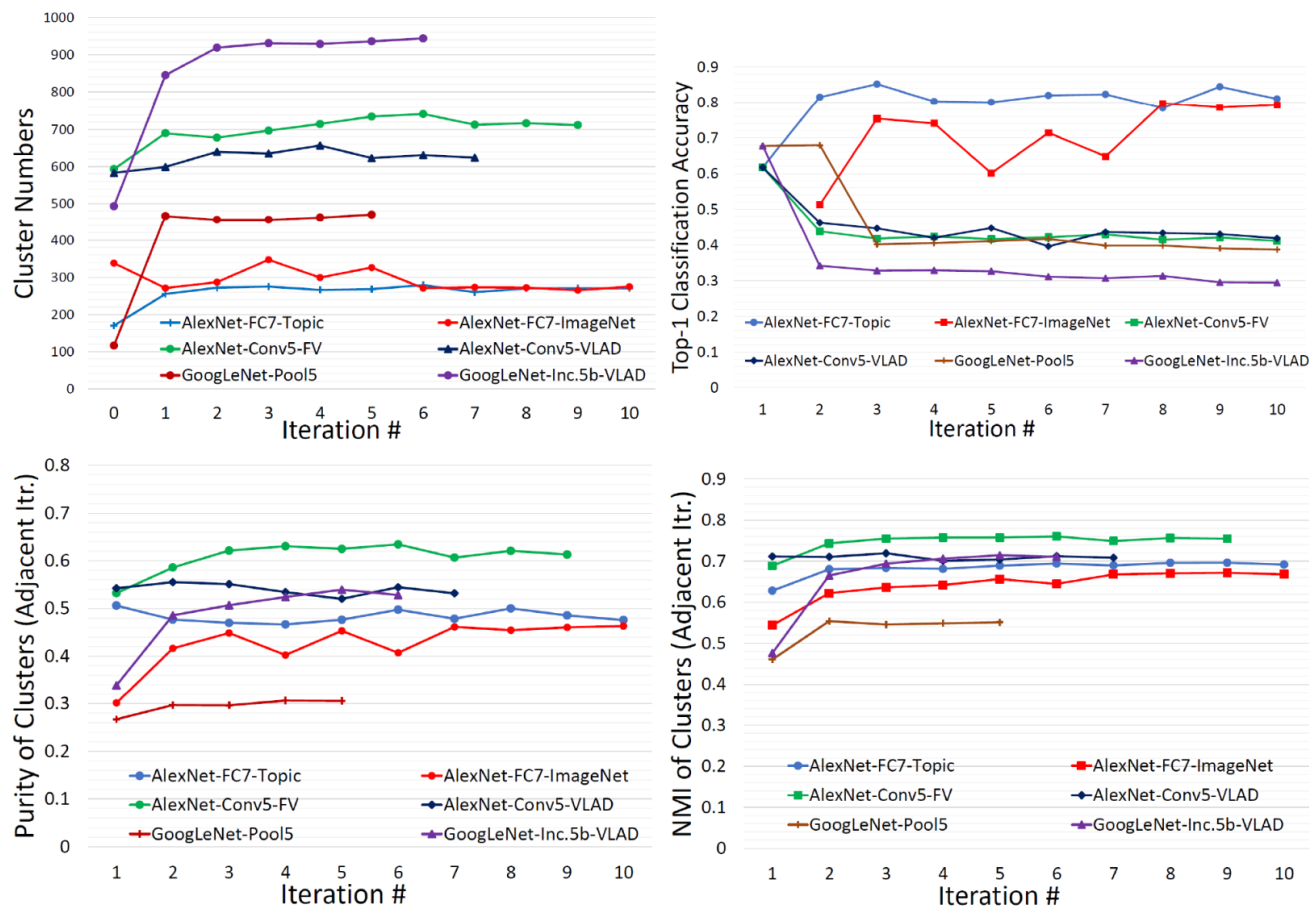 Cluster Numbers
1000
900
800
700
600
500
400
300
200
100
0
AlexNet-FC7-Topic AlexNet-FC7-ImageNet
AlexNet-Conv5-FV AlexNet-Conv5-VLAD
GoogLeNet-Pool5 GoogLeNet-Inc.5b-VLAD
0 1 2 3 4 5 6 7 8 9 10
Iteration #
Top-1 Classification Accuracy
0.9
0.8
0.7
0.6
0.5
0.4
0.3
0.2
0.1
0
AlexNet-FC7-Topic AlexNet-FC7-ImageNet AlexNet-Conv5-FV
AlexNet-Conv5-VLAD GoogLeNet-Pool5 GoogLeNet-Inc.5b-VLAD
1 2 3 4 5 6 7 8 9 10
Iteration #
Purity of Clusters (Adjacent Itr.)
0.8
0.7
0.6
0.5
0.4
0.3
0.2
0.1
0
AlexNet-FC7-Topic AlexNet-FC7-ImageNet
AlexNet-Conv5-FV AlexNet-Conv5-VLAD
GoogLeNet-Pool5 GoogLeNet-Inc.5b-VLAD
1 2 3 4 5 6 7 8 9 10
Iteration #
NMI of Clusters (Adjacent Itr.)
0.9
0.8
0.7
0.6
0.5
0.4
0.3
0.2
0.1
0
AlexNet-FC7-Topic AlexNet-FC7-ImageNet
AlexNet-Conv5-FV AlexNet-Conv5-VLAD
GoogLeNet-Pool5 GoogLeNet-Inc.5b-VLAD
1 2 3 4 5 6 7 8 9 10
Iteration #